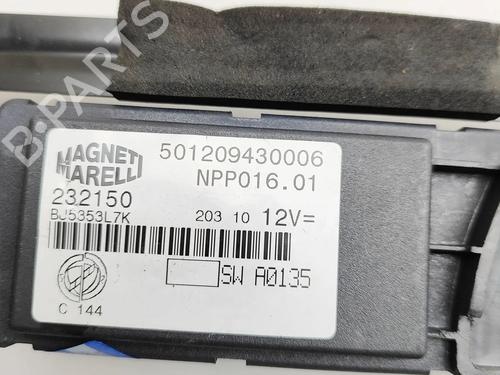 B-PARTS
MAGNETI MARELLI
501209430006
NPP016.01
232150
BJ5353L7K
203 10 12V=
SW A0135
C 144